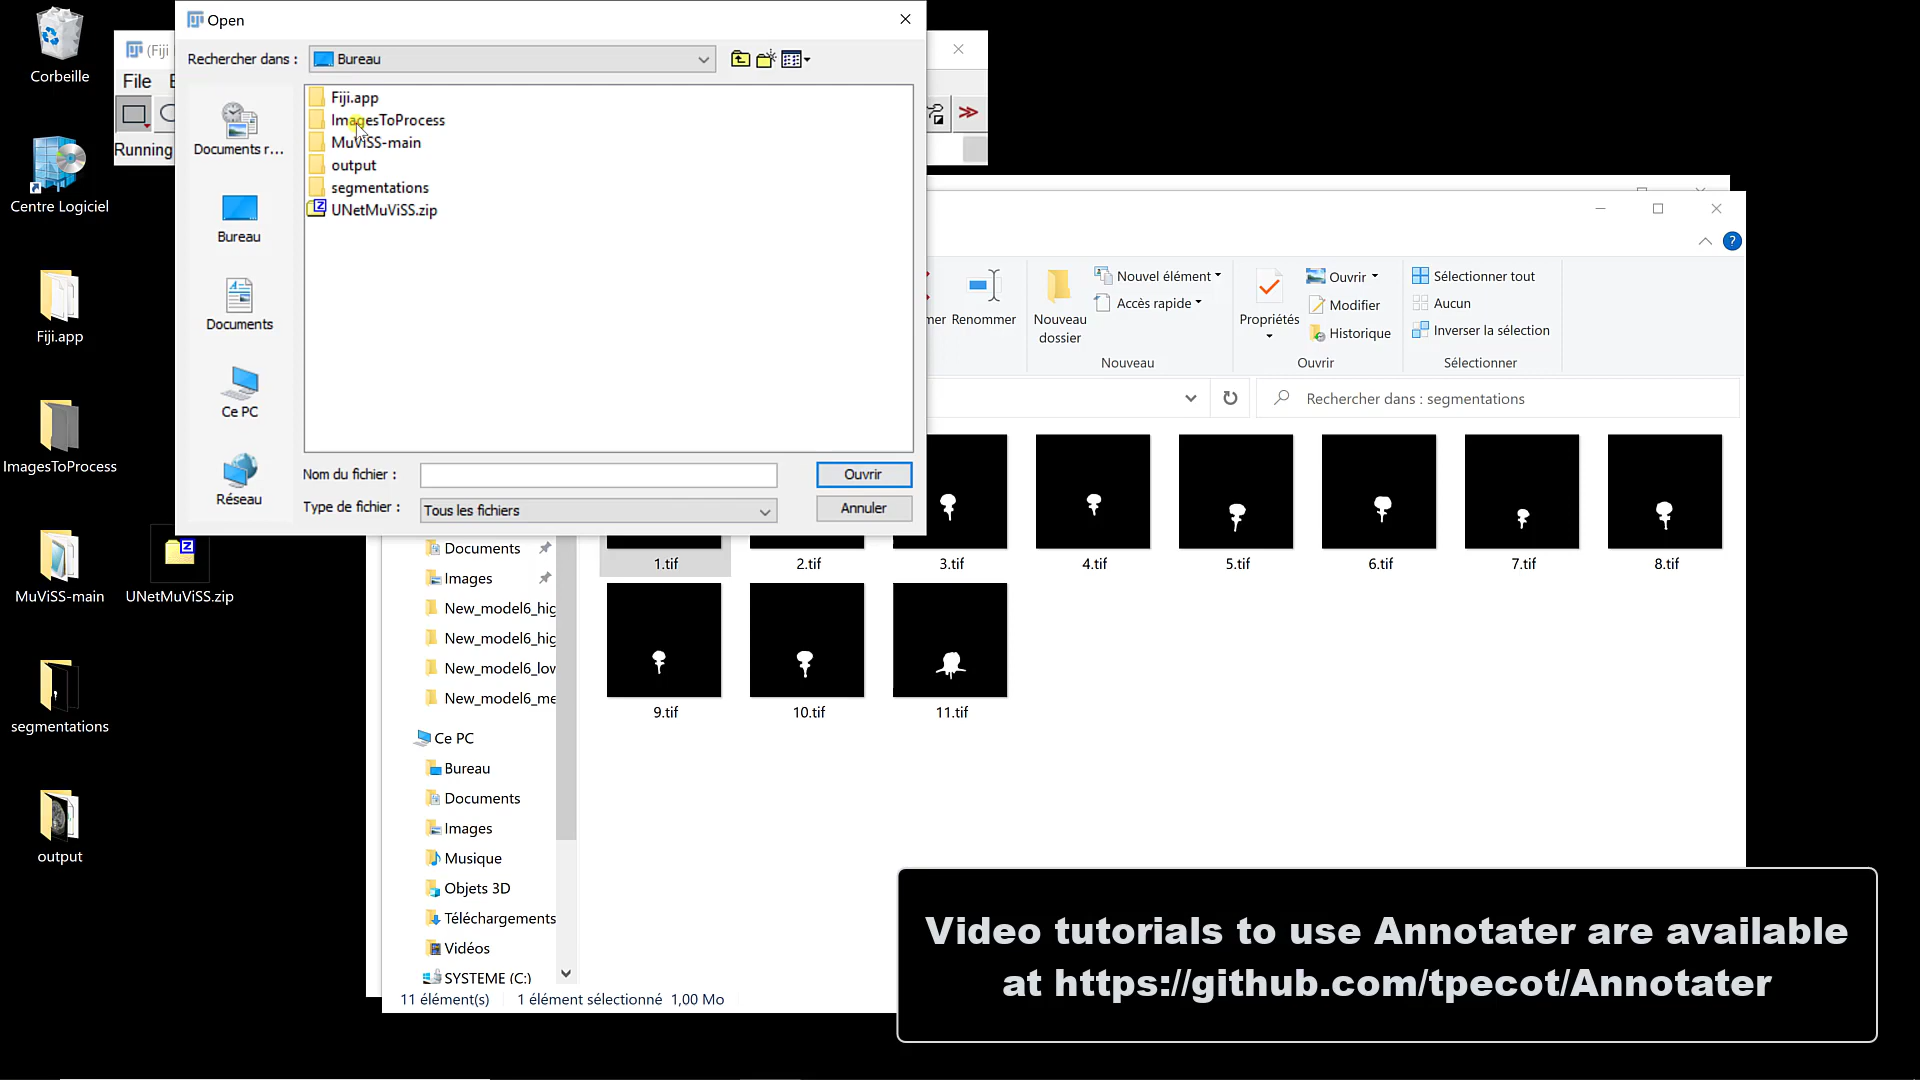 Corbeille
Centre Logiciel
Fiji.app
ImagesToProcess
MuViSS-main
UNetMuViSS.zip
segmentations
output
(Fiji
File
Running
Open
Rechercher dans :
Bureau
Documents r...
Bureau
Documents
Ce PC
Réseau
Fiji.app
ImagesToProcess
MuViSS-main
output
segmentations
UNetMuViSS.zip
Nom du fichier :
Ouvrir
Type de fichier :
Tous les fichiers
Annuler
mer
Renommer
Nouveau
dossier
Nouvel élément
Accès rapide
Nouveau
Propriétés
Ouvrir
Modifier
Historique
Ouvrir
Sélectionner tout
Aucun
Inverser la sélection
Sélectionner
Rechercher dans : segmentations
Documents
Images
New_model6_hig
New_model6_hig
New_model6_lov
New_model6_me
Ce PC
Bureau
Documents
Images
Musique
Objets 3D
Téléchargements
Vidéos
SYSTEME (C:)
1.tif
2.tif
3.tif
4.tif
5.tif
6.tif
7.tif
8.tif
9.tif
10.tif
11.tif
11 élément(s)
1 élément sélectionné 1,00 Mo
Video tutorials to use Annotater are available
at https://github.com/tpecot/Annotater